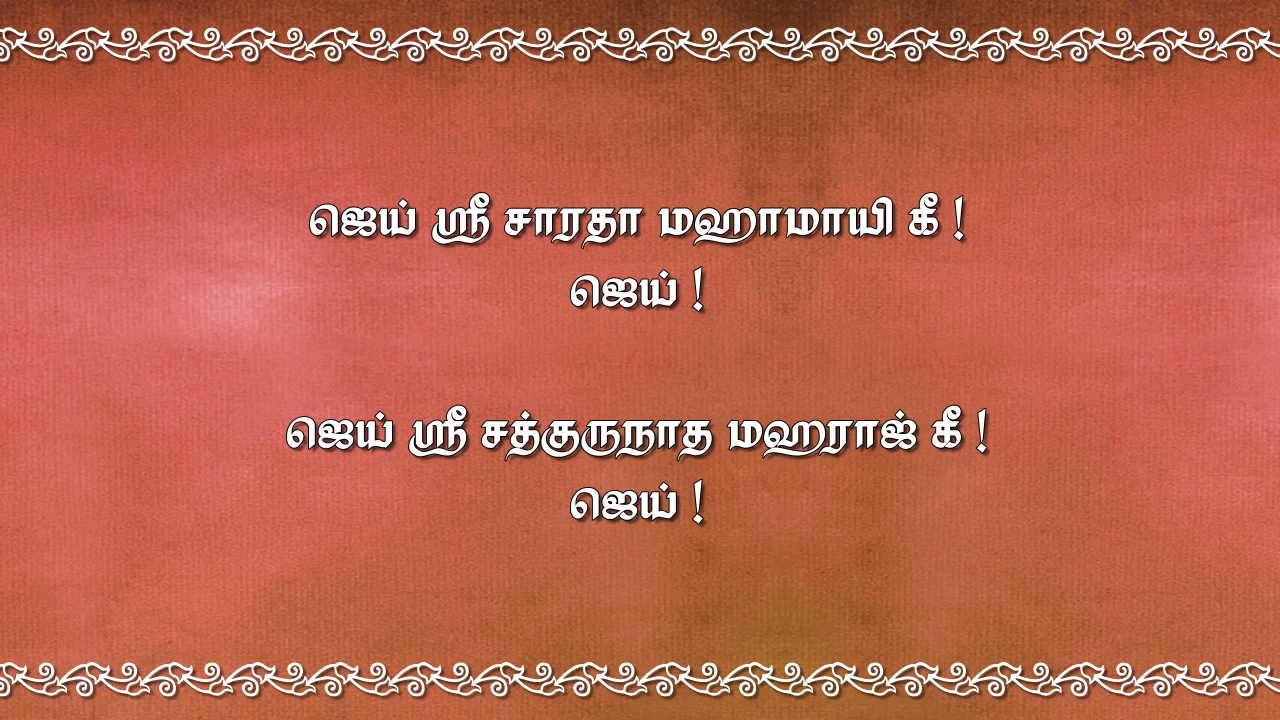 ஜெய் ஸ்ரீ சாரதா மஹாமாயி கீ !
ஜெய் !
ஜெய் ஸ்ரீ சத்குருநாத மஹராஜ் கீ !
ஜெய் !